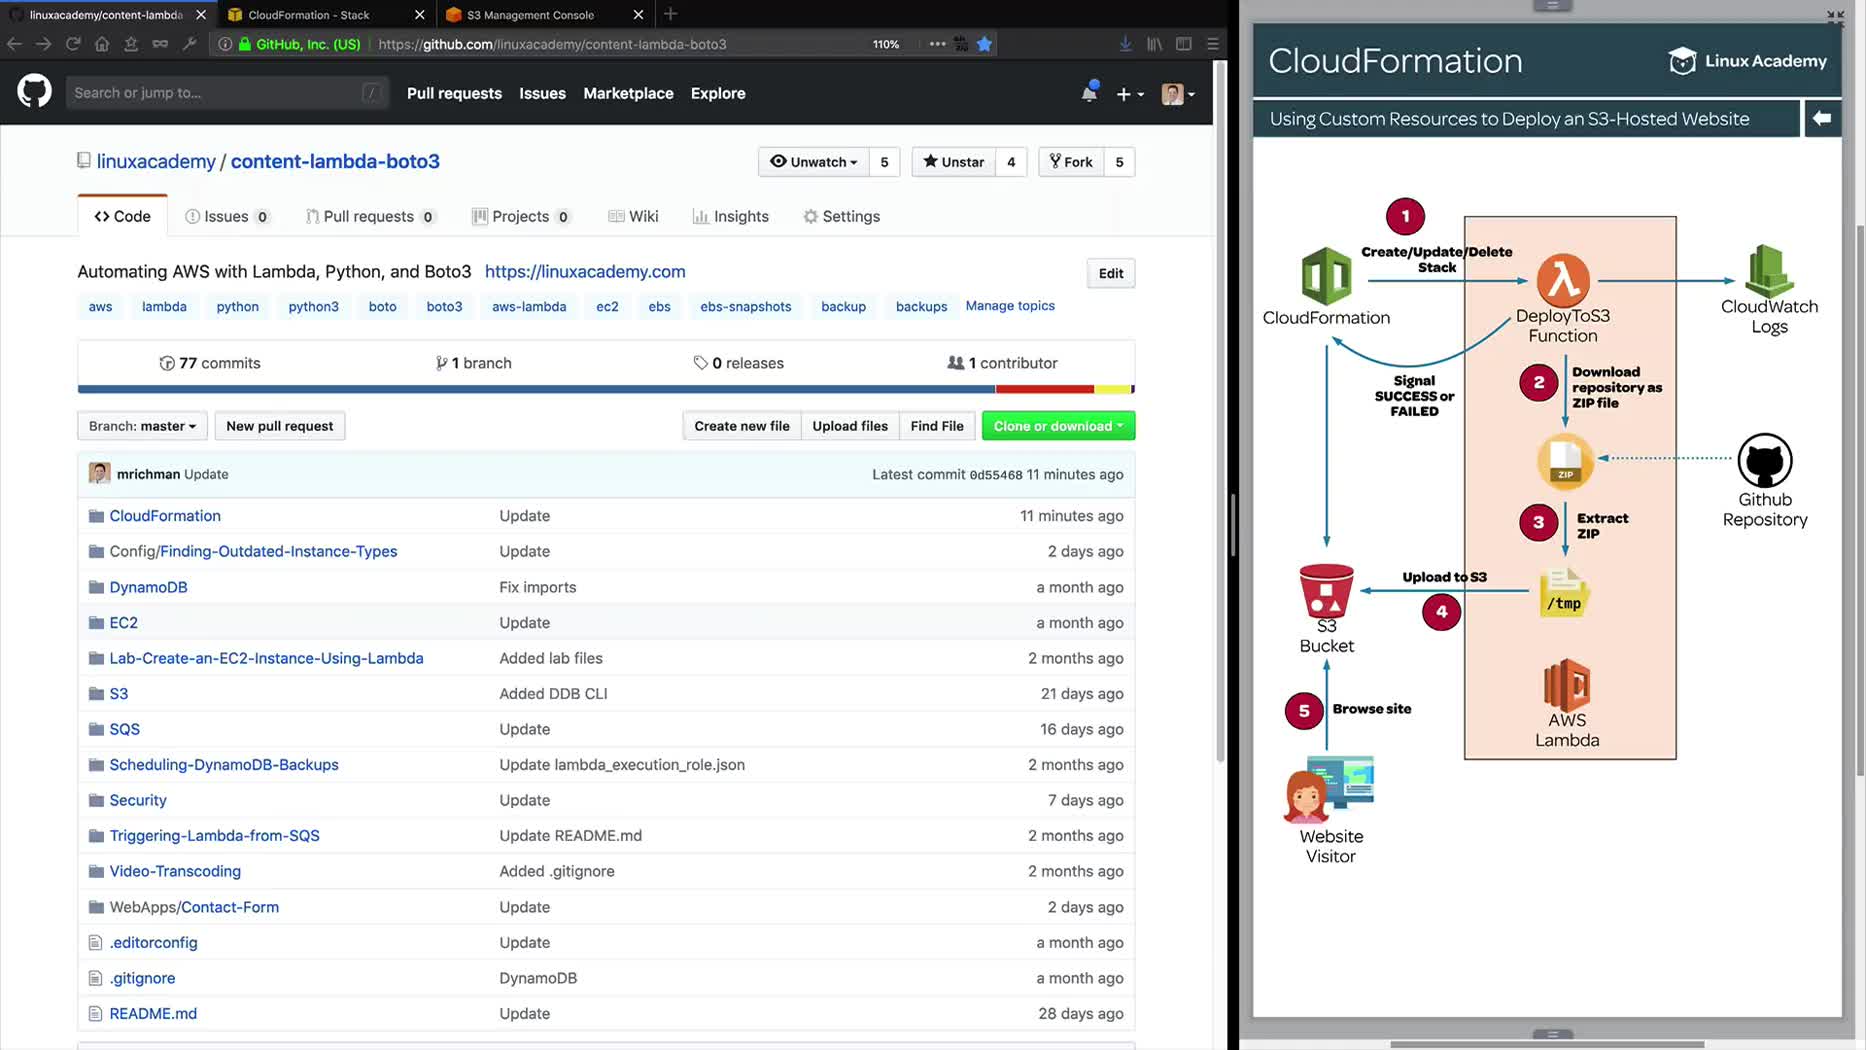 linuxacademy/content-lambda
CloudFormation - Stack
S3 Management Console
GitHub, Inc. (US)
https://github.com/linuxacademy/content-lambda-boto3
110%
Search or jump to...
/
Pull requests
Issues
Marketplace
Explore
linuxacademy / content-lambda-boto3
Unwatch 5
Unstar 4
Fork 5
Code
Issues 0
Pull requests 0
Projects 0
Wiki
Insights
Settings
Automating AWS with Lambda, Python, and Boto3 https://linuxacademy.com
Edit
aws lambda python python3 boto boto3 aws-lambda ec2 ebs ebs-snapshots backup backups Manage topics
77 commits
1 branch
0 releases
1 contributor
Branch: master
New pull request
Create new file
Upload files
Find File
Clone or download
mrichman Update
Latest commit 0d55468 11 minutes ago
CloudFormation Update 11 minutes ago
Config/Finding-Outdated-Instance-Types Update 2 days ago
DynamoDB Fix imports a month ago
EC2 Update a month ago
Lab-Create-an-EC2-Instance-Using-Lambda Added lab files 2 months ago
S3 Added DDB CLI 21 days ago
SQS Update 16 days ago
Scheduling-DynamoDB-Backups Update lambda_execution_role.json 2 months ago
Security Update 7 days ago
Triggering-Lambda-from-SQS Update README.md 2 months ago
Video-Transcoding Added .gitignore 2 months ago
WebApps/Contact-Form Update 2 days ago
.editorconfig Update a month ago
.gitignore DynamoDB a month ago
README.md Update 28 days ago
CloudFormation
Linux Academy
Using Custom Resources to Deploy an S3-Hosted Website
1
Create/Update/Delete
Stack
CloudFormation
DeployToS3
Function
CloudWatch
Logs
Signal
SUCCESS or
FAILED
2
Download
repository as
ZIP file
ZIP
Github
Repository
3
Extract
ZIP
Upload to S3
4
/tmp
S3
Bucket
5
Browse site
AWS
Lambda
Website
Visitor